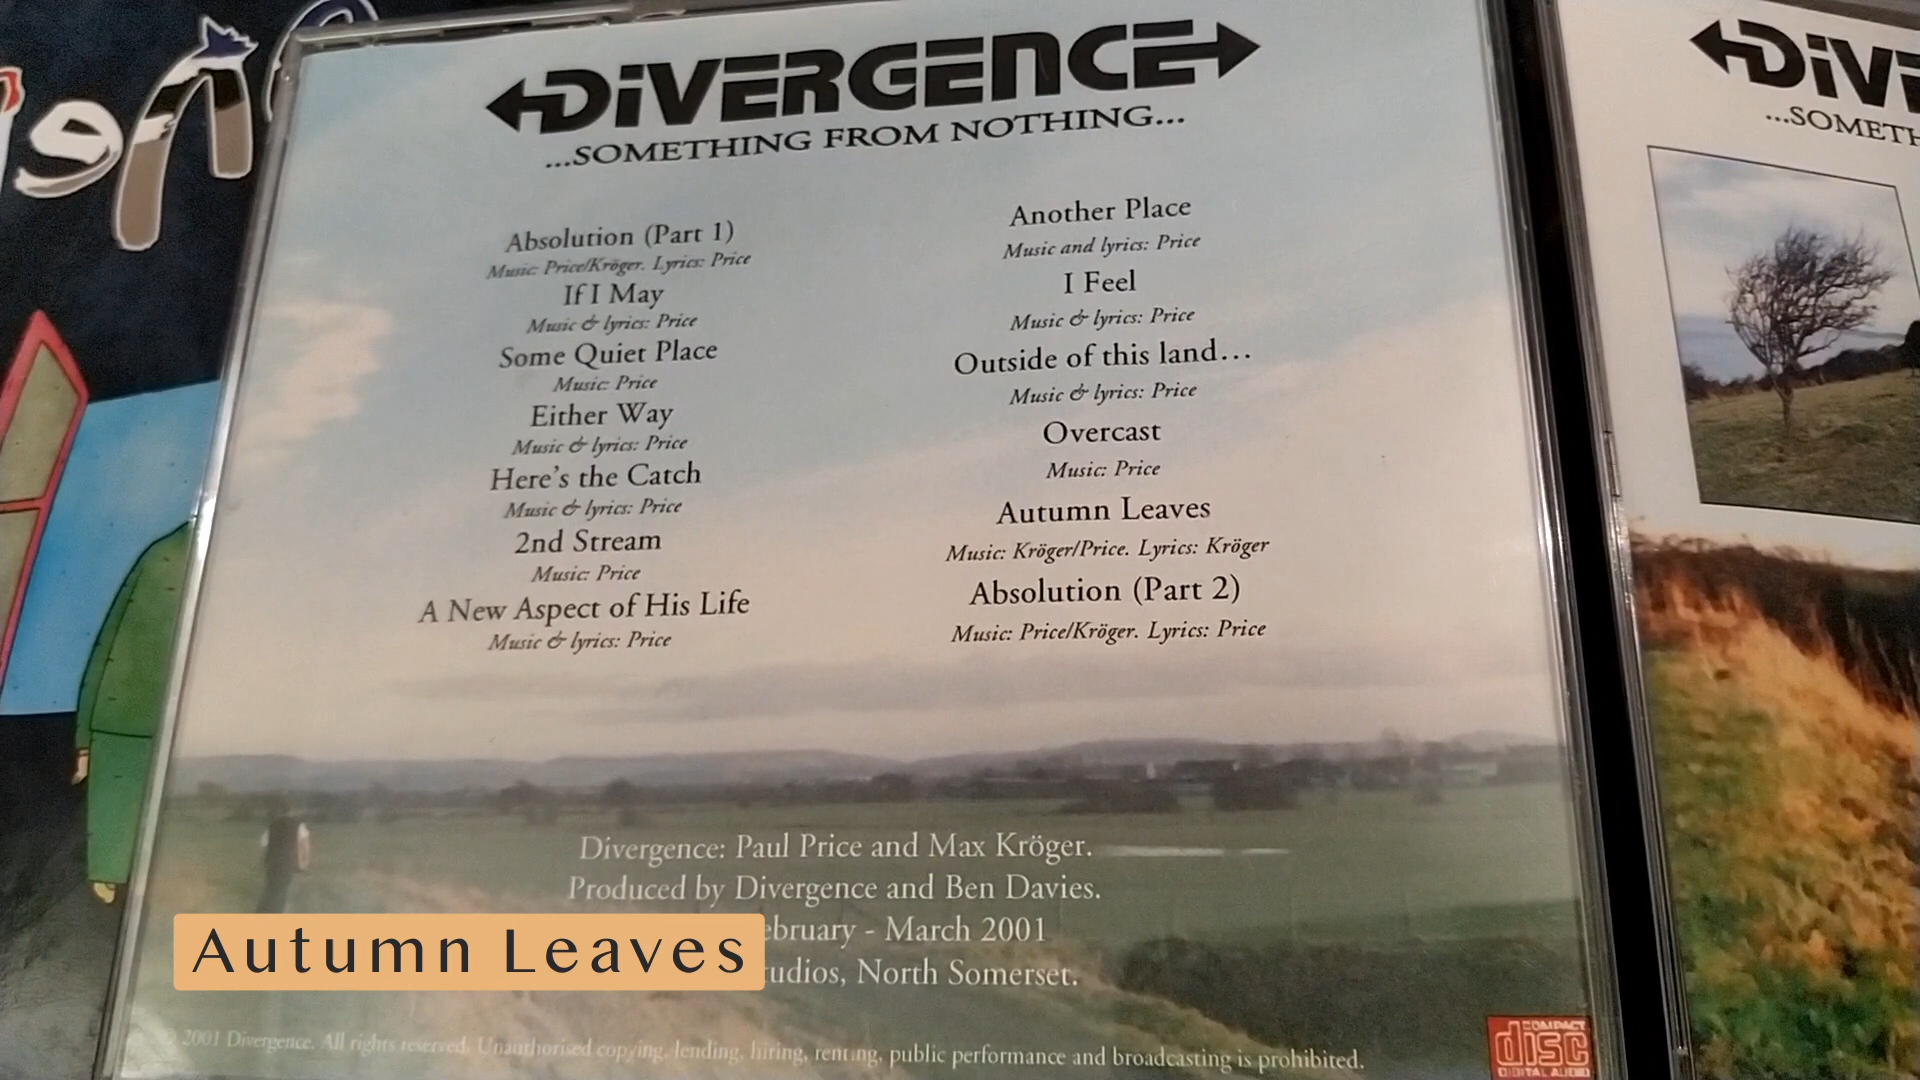 DiVERGENCE
...SOMETHING FROM NOTHING...
Absolution (Part 1)
Music: Price/Kröger. Lyrics: Price
If I May
Music & lyrics: Price
Some Quiet Place
Music: Price
Either Way
Music & lyrics: Price
Here's the Catch
Music & lyrics: Price
2nd Stream
Music: Price
A New Aspect of His Life
Music & lyrics: Price
Another Place
Music and lyrics: Price
I Feel
Music & lyrics: Price
Outside of this land...
Music & lyrics: Price
Overcast
Music: Price
Autumn Leaves
Music: Kröger/Price. Lyrics: Kröger
Absolution (Part 2)
Music: Price/Kröger. Lyrics: Price
Divergence: Paul Price and Max Kröger.
Produced by Divergence and Ben Davies.
ebruary - March 2001
tudios, North Somerset.
© 2001 Divergence. All rights reserved. Unauthorised copying, lending, hiring, renting, public performance and broadcasting is prohibited.
COMPACT
disc
DIGITAL AUDIO
Autumn Leaves
DiV
...SOMETH